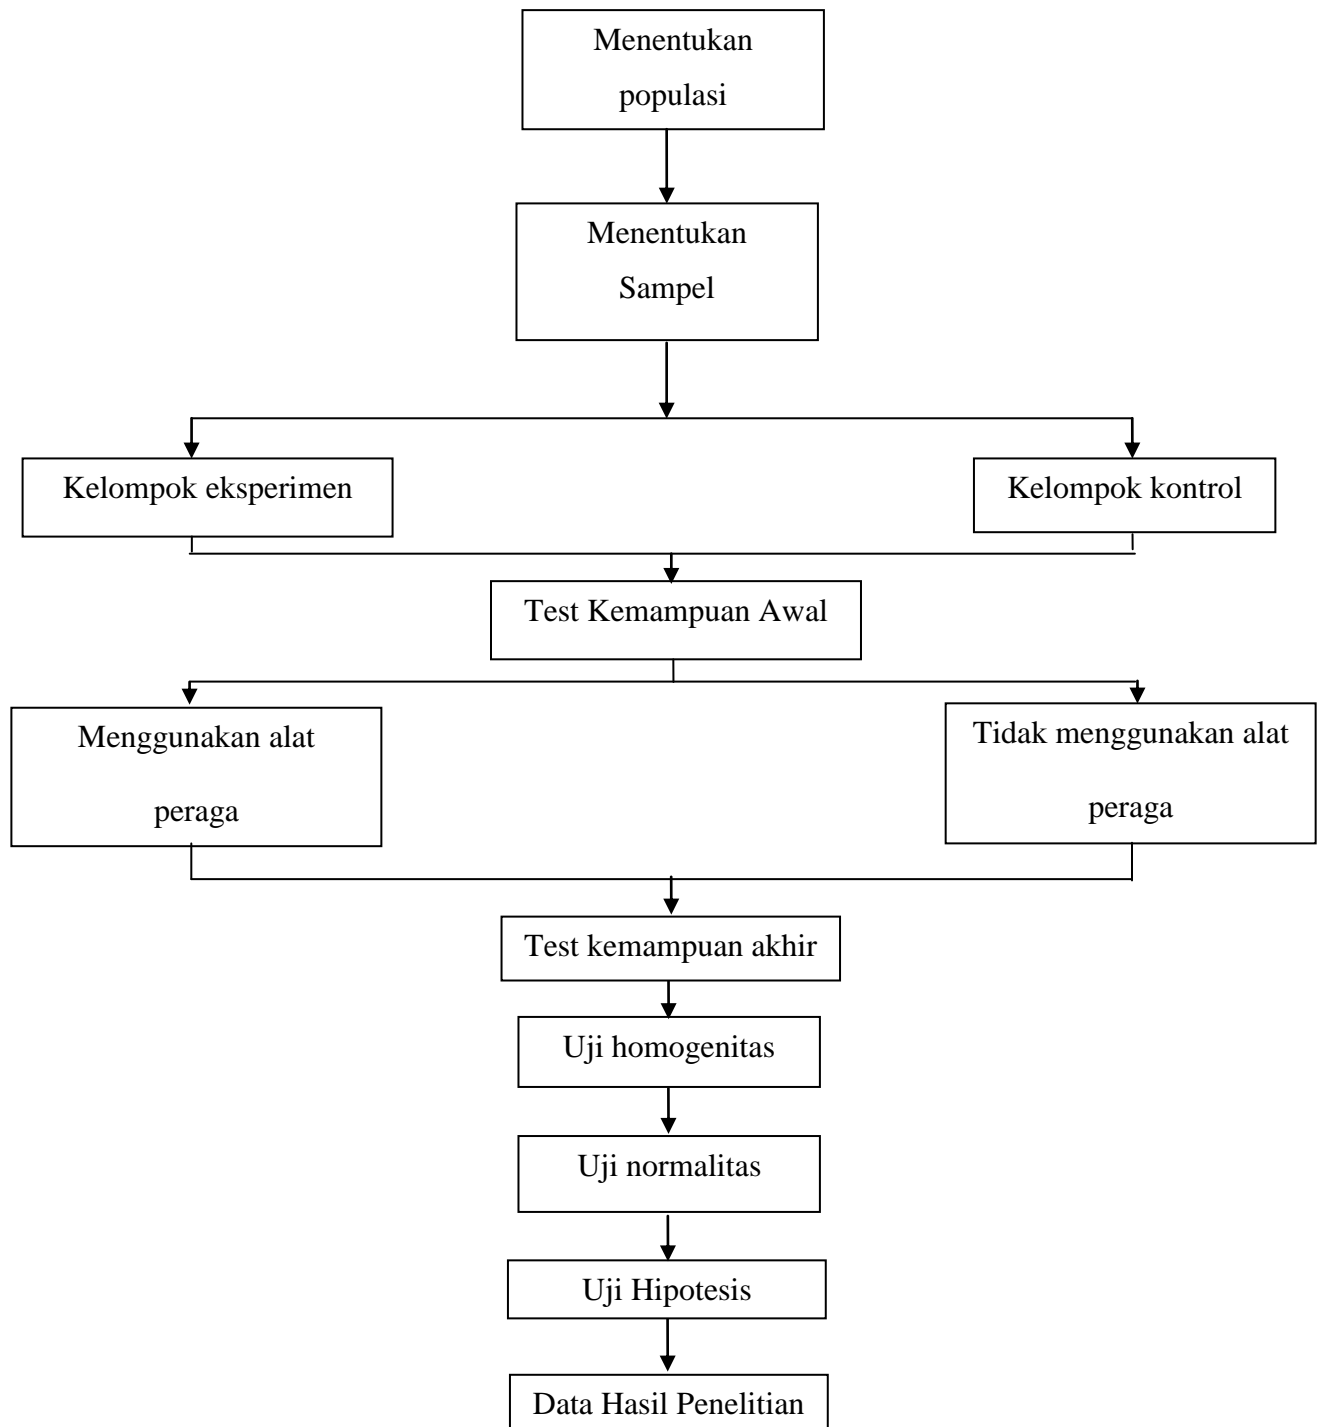 Menentukan
populasi
Menentukan
Sampel
Kelompok eksperimen
Kelompok kontrol
Test Kemampuan Awal
Menggunakan alat
peraga
Tidak menggunakan alat
peraga
Test kemampuan akhir
Uji homogenitas
Uji normalitas
Uji Hipotesis
Data Hasil Penelitian